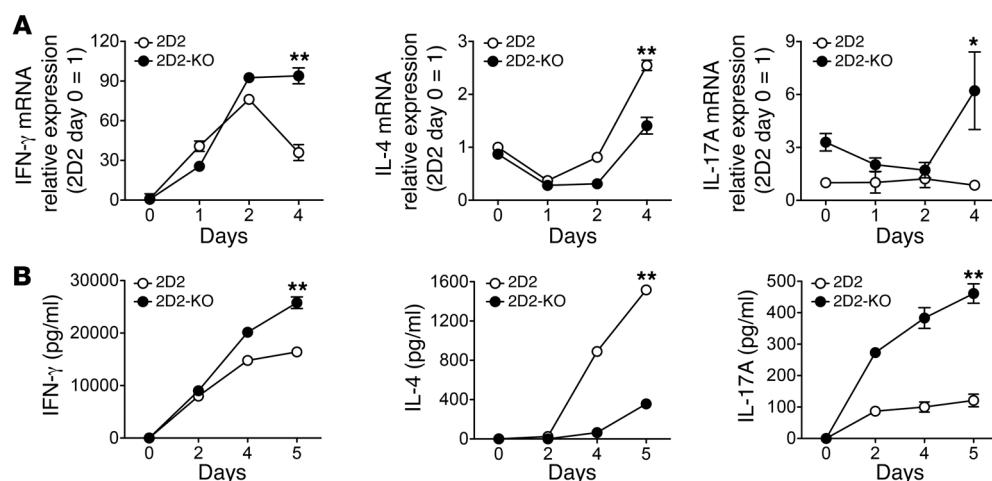 A
IFN-γ mRNA
relative expression
(2D2 day 0 = 1)
120
90
60
30
0
2D2
2D2-KO
**
0 1 2 4
Days
IL-4 mRNA
relative expression
(2D2 day 0 = 1)
3
2
1
0
2D2
2D2-KO
**
0 1 2 4
Days
IL-17A mRNA
relative expression
(2D2 day 0 = 1)
9
6
3
0
2D2
2D2-KO
*
0 1 2 4
Days
B
IFN-γ (pg/ml)
30000
20000
10000
0
2D2
2D2-KO
**
0 2 4 5
Days
IL-4 (pg/ml)
1600
1200
800
400
0
2D2
2D2-KO
**
0 2 4 5
Days
IL-17A (pg/ml)
500
400
300
200
100
0
2D2
2D2-KO
**
0 2 4 5
Days